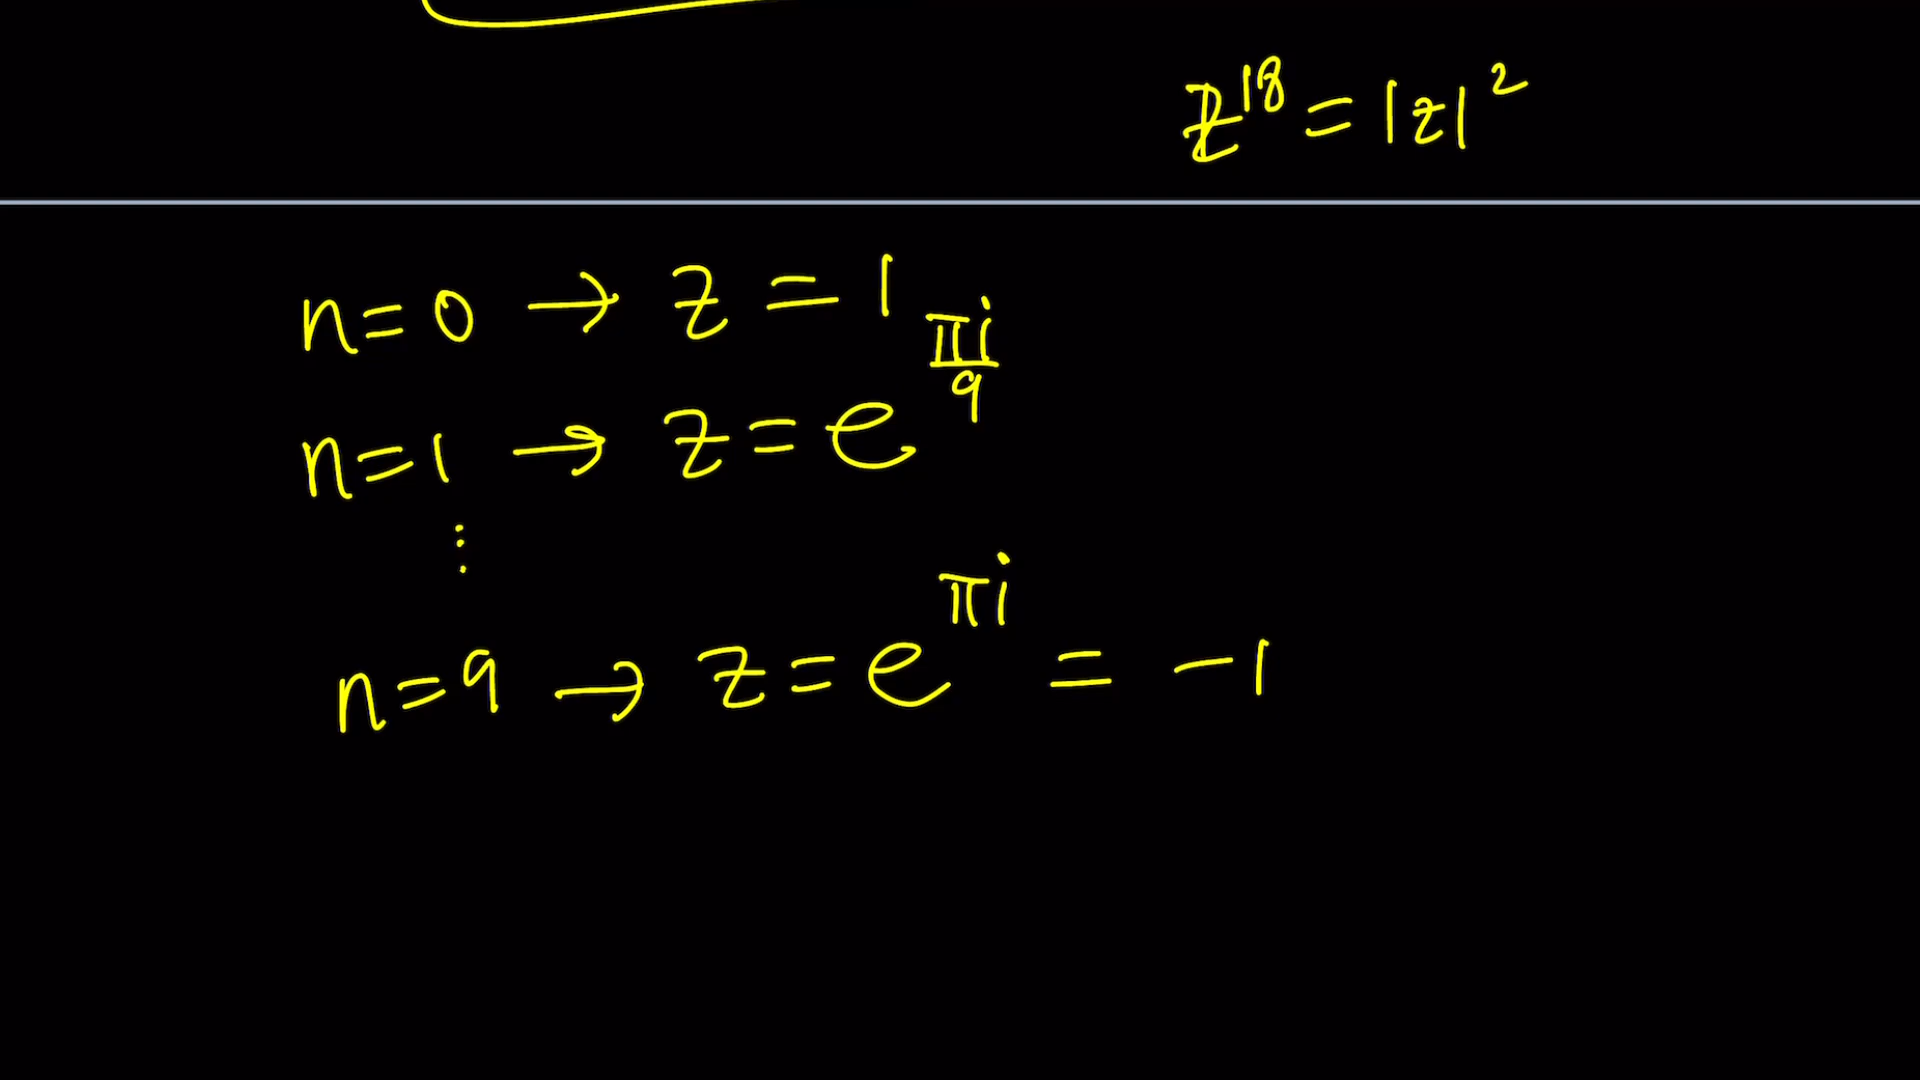 z^18 = |z|^2
n=0 → z = 1
n=1 → z = e^(πi/9)
⋮
n=9 → z = e^(πi) = -1